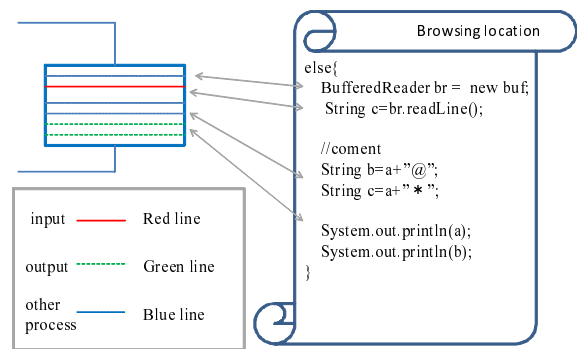 Browsing location
else{
BufferedReader br = new buf;
String c=br.readLine();
//coment
String b=a+”@”;
String c=a+”＊”;
System.out.println(a);
System.out.println(b);
}
input Red line
output Green line
other process Blue line